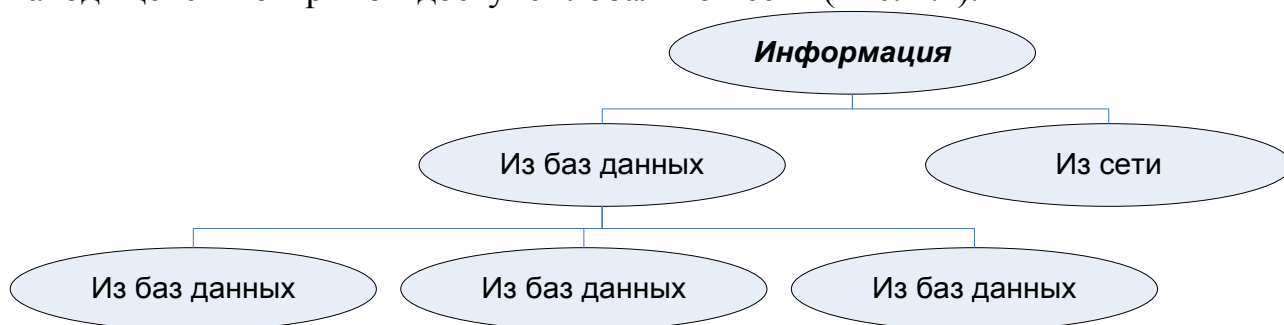 Информация
Из баз данных
Из сети
Из баз данных
Из баз данных
Из баз данных